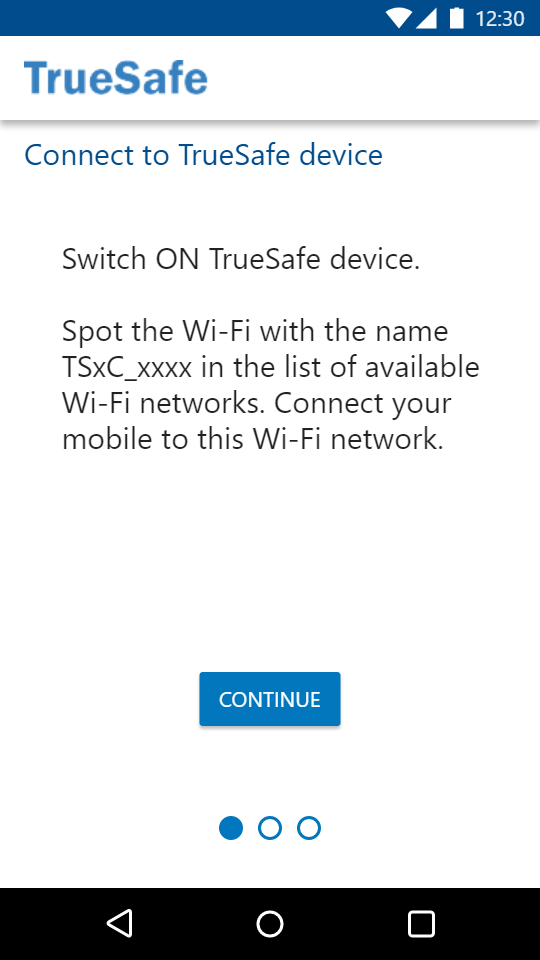 12:30
TrueSafe
Connect to TrueSafe device
Switch ON TrueSafe device.
Spot the Wi-Fi with the name
TSxC_xxxx in the list of available
Wi-Fi networks. Connect your
mobile to this Wi-Fi network.
CONTINUE